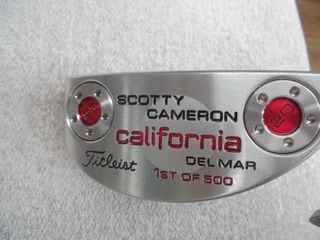 SCOTTY
CAMERON
california
Titleist
DEL MAR
1ST OF 500